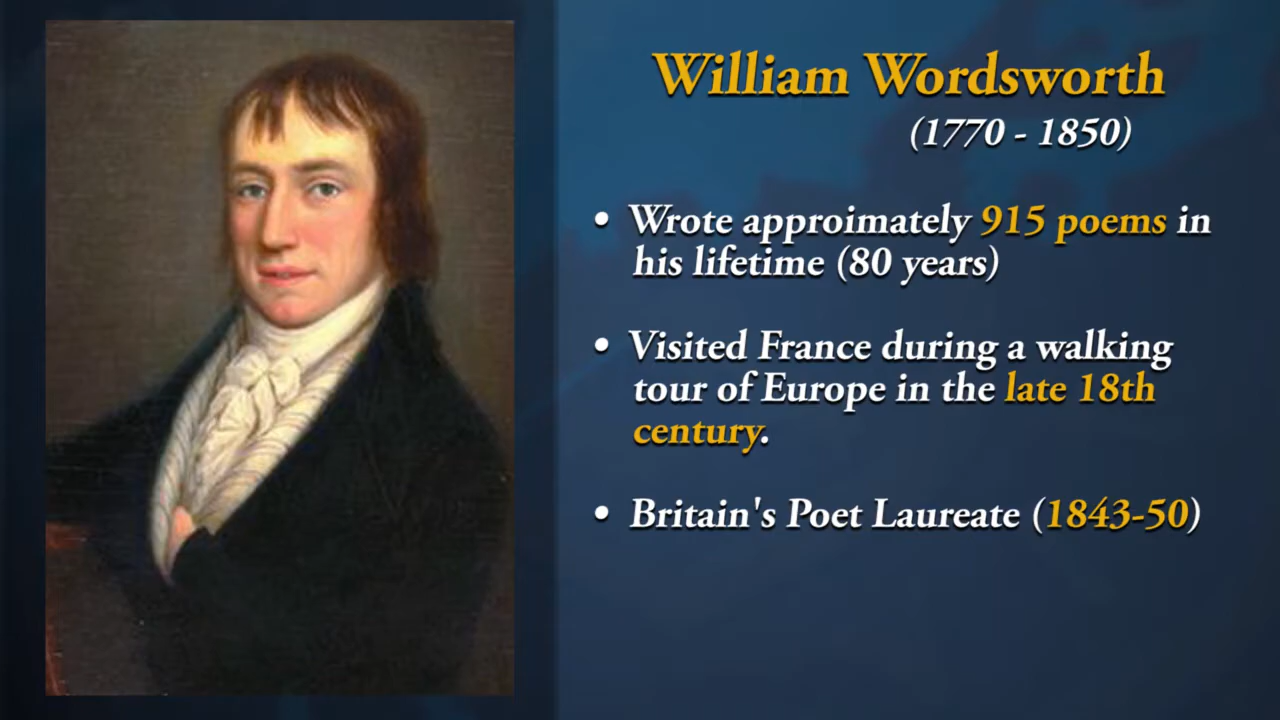 William Wordsworth
(1770 - 1850)
• Wrote approimately 915 poems in
his lifetime (80 years)
• Visited France during a walking
tour of Europe in the late 18th
century.
• Britain's Poet Laureate (1843-50)